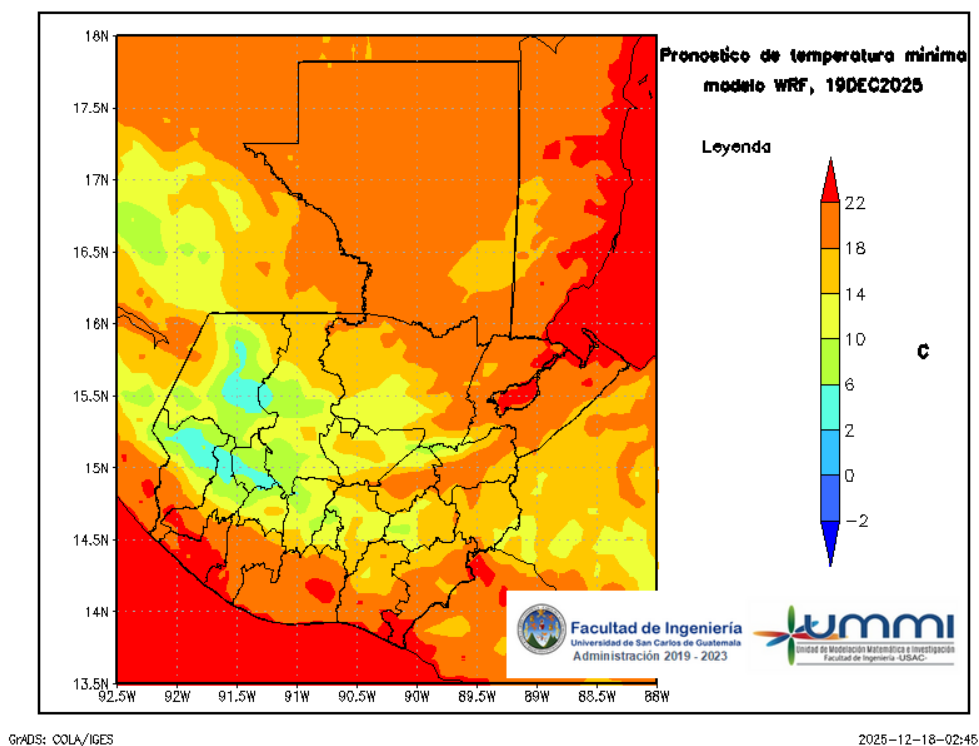 Pronostico de temperatura minima
modelo WRF, 19DEC2025
Leyenda
22
18
14
10
6
2
0
-2
C
18N
17.5N
17N
16.5N
16N
15.5N
15N
14.5N
14N
13.5N
92.5W
92W
91.5W
91W
90.5W
90W
89.5W
89W
88.5W
88W
Facultad de Ingeniería
Universidad de San Carlos de Guatemala
Administración 2019 - 2023
ummi
Unidad de Modelación Matemática e Investigación
Facultad de Ingeniería -USAC-
GrADS: COLA/IGES
2025-12-18-02:45